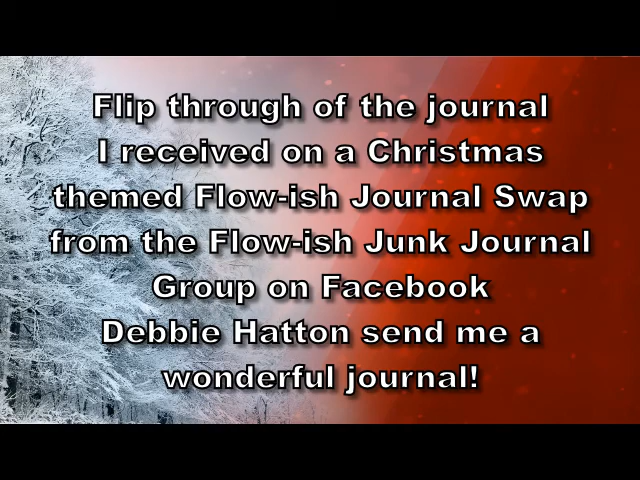 Flip through of the journal
I received on a Christmas
themed Flow-ish Journal Swap
from the Flow-ish Junk Journal
Group on Facebook
Debbie Hatton send me a
wonderful journal!